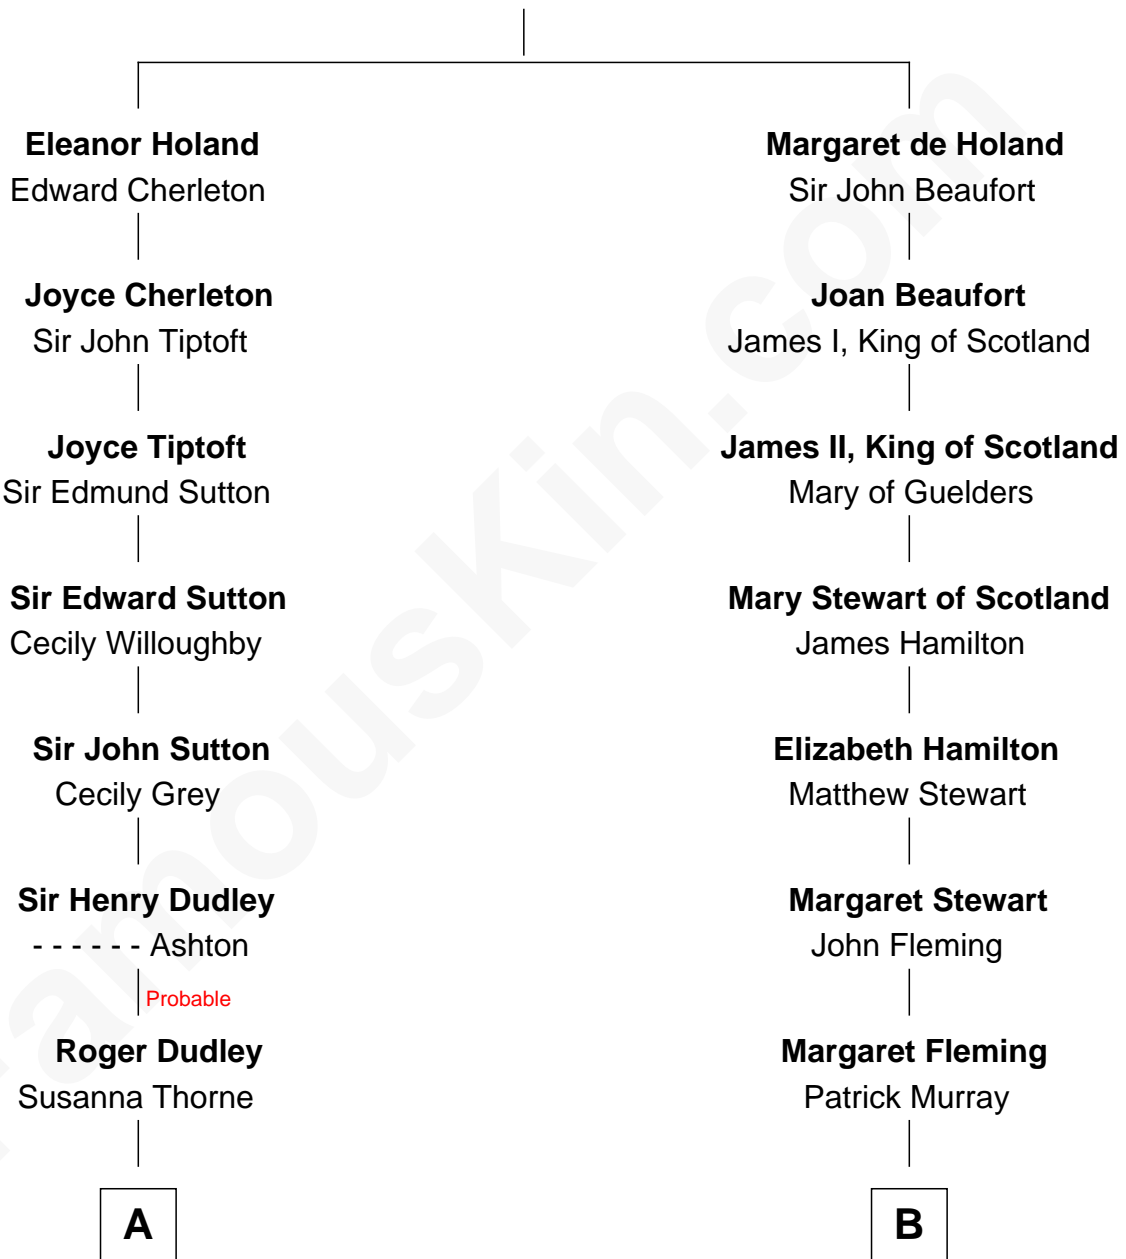 Eleanor Holand
Edward Cherleton
Joyce Cherleton
Sir John Tiptoft
Joyce Tiptoft
Sir Edmund Sutton
Sir Edward Sutton
Cecily Willoughby
Sir John Sutton
Cecily Grey
Sir Henry Dudley
- - - - - - Ashton
Probable
Roger Dudley
Susanna Thorne
A
Margaret de Holand
Sir John Beaufort
Joan Beaufort
James I, King of Scotland
James II, King of Scotland
Mary of Guelders
Mary Stewart of Scotland
James Hamilton
Elizabeth Hamilton
Matthew Stewart
Margaret Stewart
John Fleming
Margaret Fleming
Patrick Murray
B
FamousKin.com